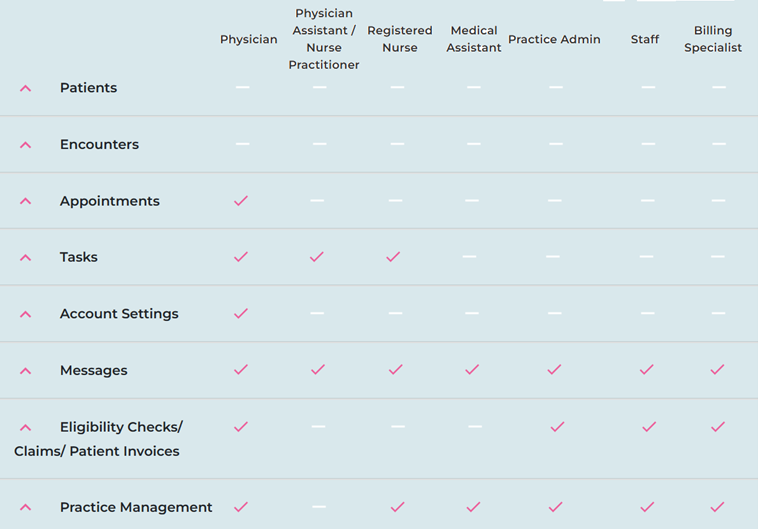 Physician
Physician
Assistant /
Nurse
Practitioner
Registered
Nurse
Medical
Assistant
Practice Admin
Staff
Billing
Specialist
Patients
Encounters
Appointments
Tasks
Account Settings
Messages
Eligibility Checks/
Claims/ Patient Invoices
Practice Management